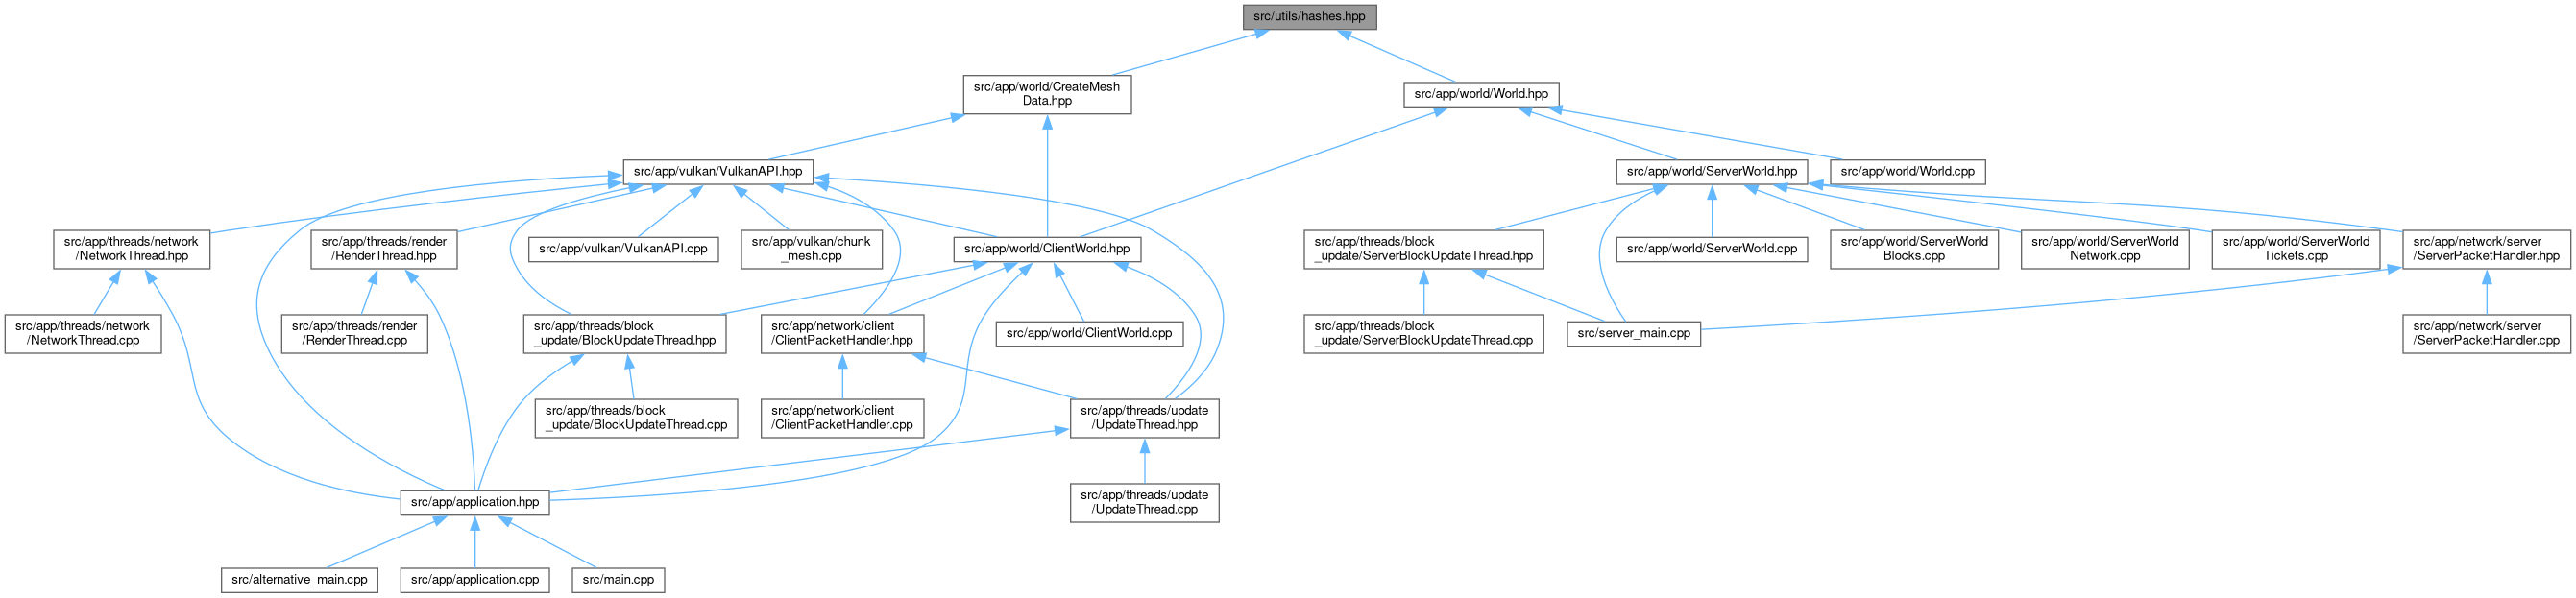 src/utils/hashes.hpp
src/app/world/CreateMesh
Data.hpp
src/app/world/World.hpp
src/app/vulkan/VulkanAPI.hpp
src/app/world/ServerWorld.hpp
src/app/world/World.cpp
src/app/threads/network
/NetworkThread.hpp
src/app/threads/render
/RenderThread.hpp
src/app/vulkan/VulkanAPI.cpp
src/app/vulkan/chunk
_mesh.cpp
src/app/world/ClientWorld.hpp
src/app/threads/block
_update/ServerBlockUpdateThread.hpp
src/app/world/ServerWorld.cpp
src/app/world/ServerWorld
Blocks.cpp
src/app/world/ServerWorld
Network.cpp
src/app/world/ServerWorld
Tickets.cpp
src/app/network/server
/ServerPacketHandler.hpp
src/app/threads/network
/NetworkThread.cpp
src/app/threads/render
/RenderThread.cpp
src/app/threads/block
_update/BlockUpdateThread.hpp
src/app/network/client
/ClientPacketHandler.hpp
src/app/world/ClientWorld.cpp
src/app/threads/block
_update/ServerBlockUpdateThread.cpp
src/server_main.cpp
src/app/network/server
/ServerPacketHandler.cpp
src/app/threads/block
_update/BlockUpdateThread.cpp
src/app/network/client
/ClientPacketHandler.cpp
src/app/threads/update
/UpdateThread.hpp
src/app/application.hpp
src/app/threads/update
/UpdateThread.cpp
src/alternative_main.cpp
src/app/application.cpp
src/main.cpp